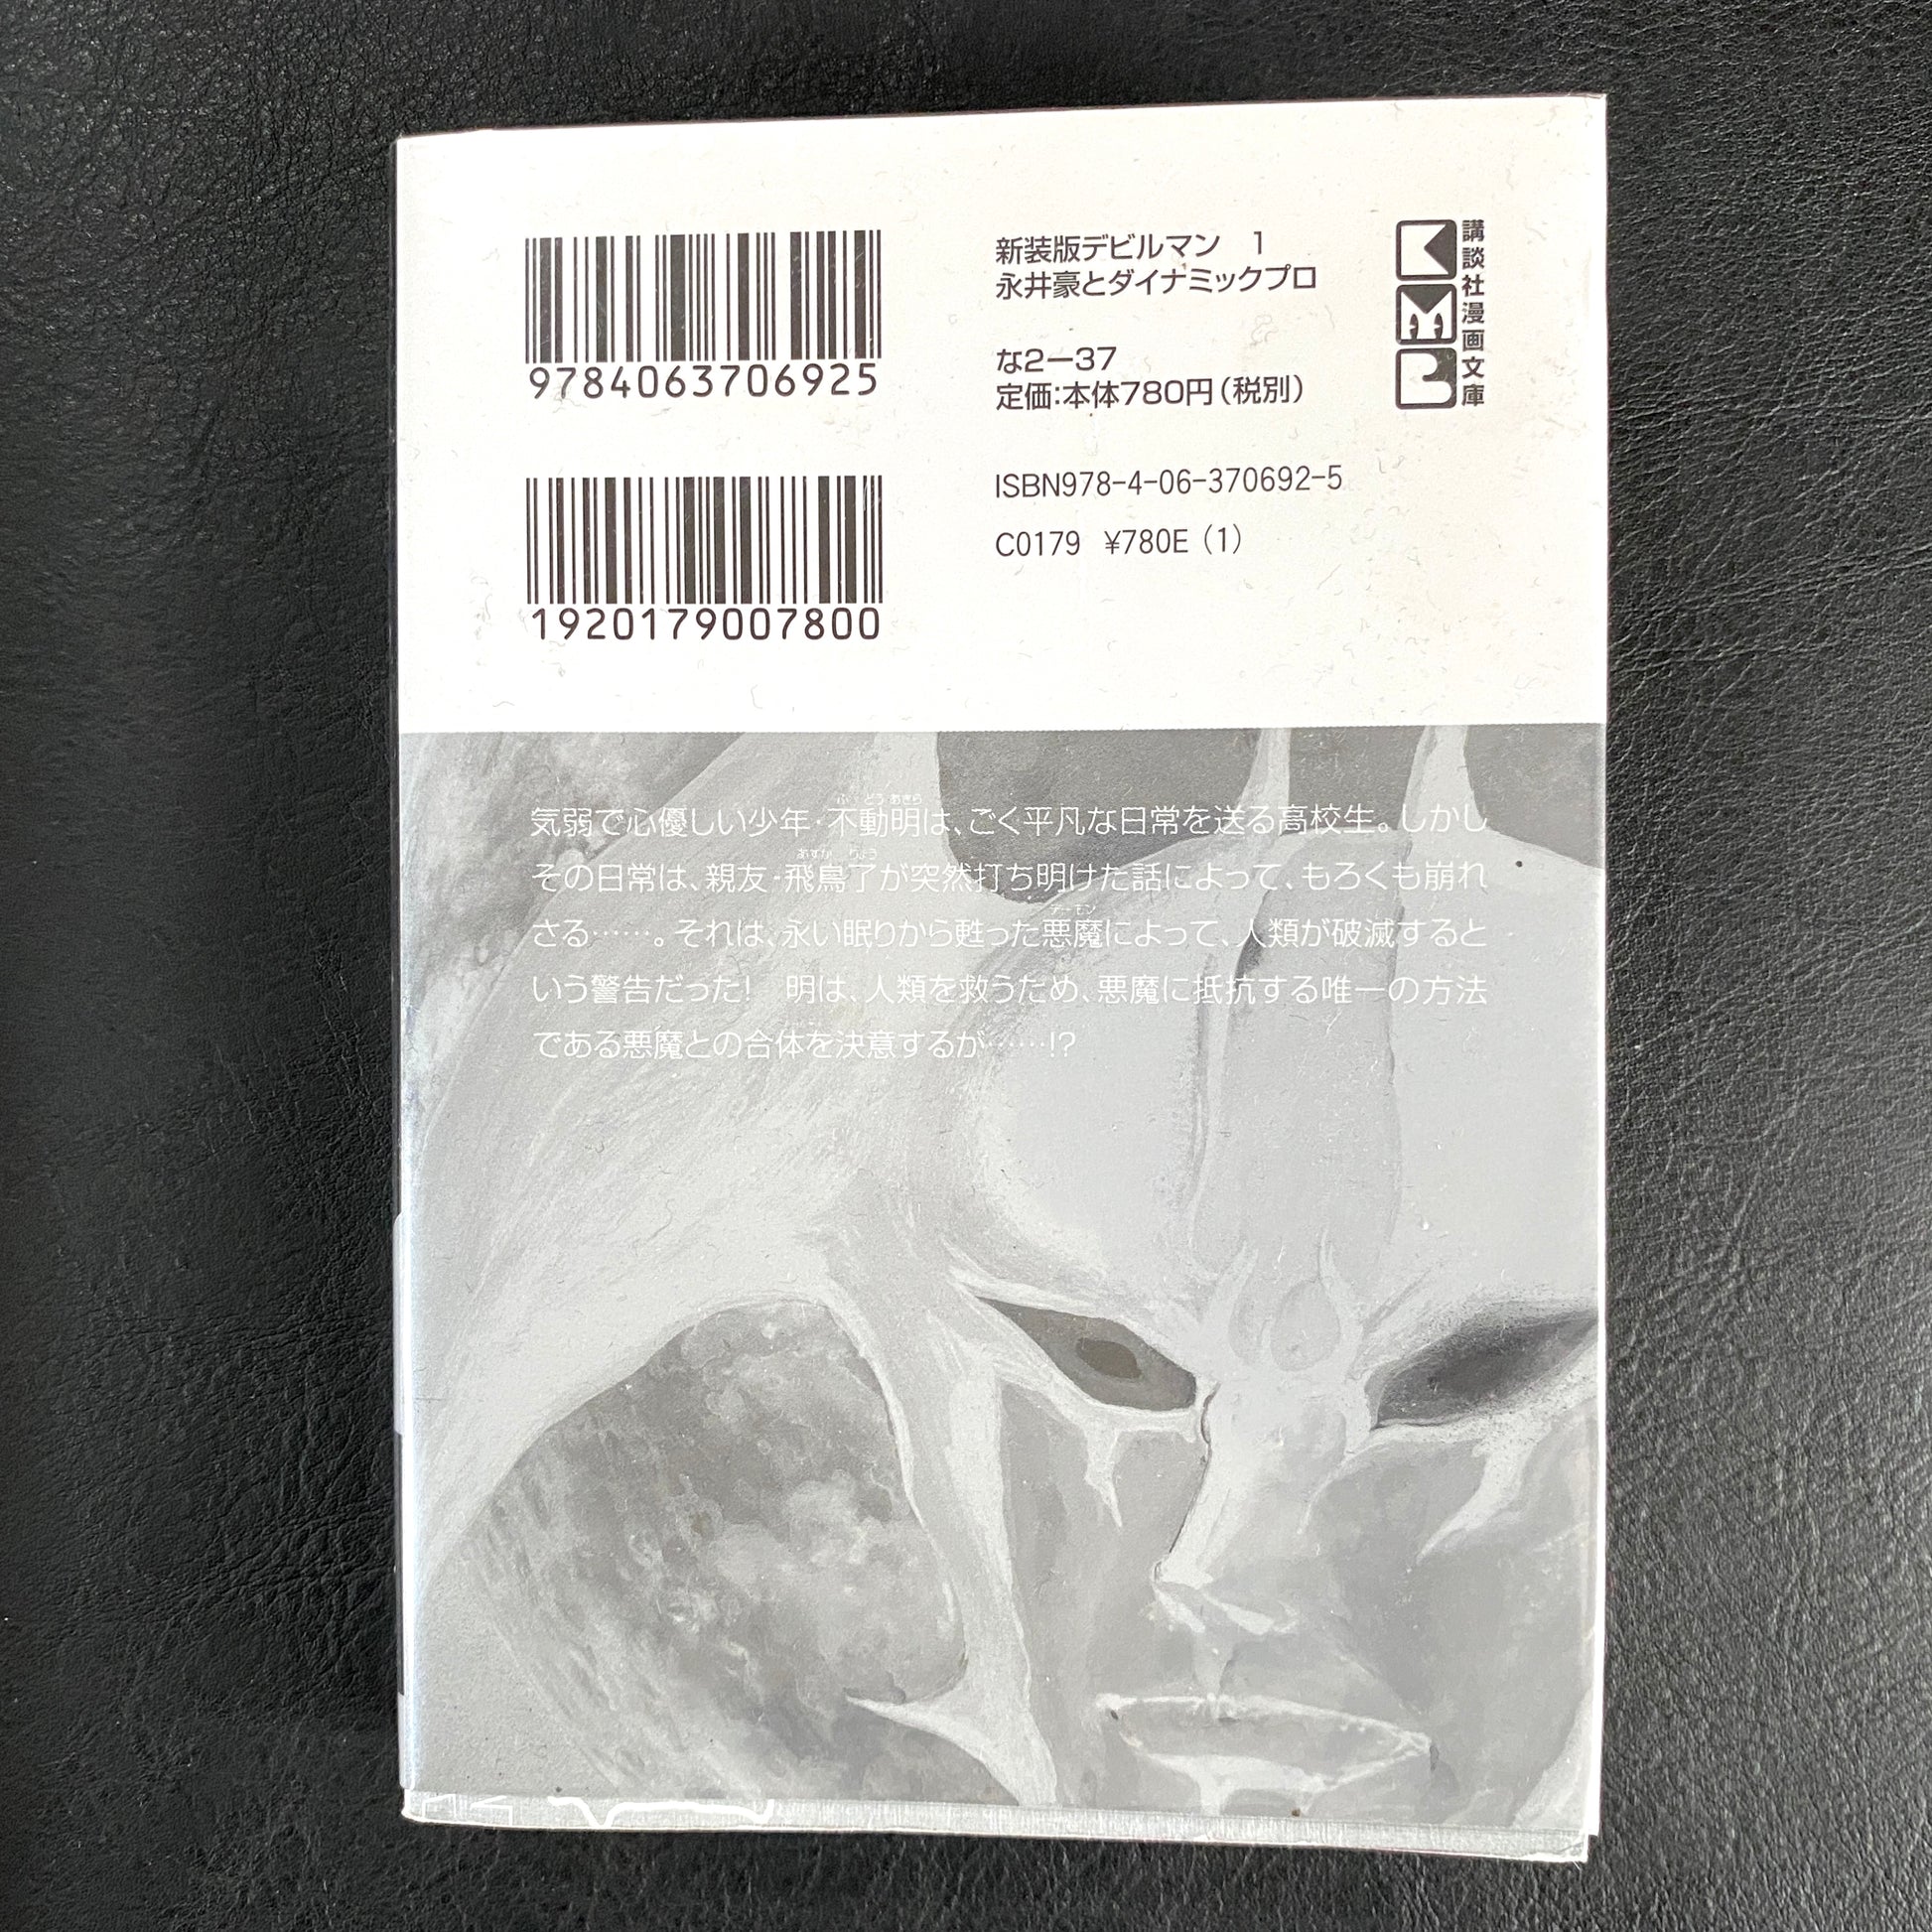 9784063706925
1920179007800
新装版デビルマン 1
永井豪とダイナミックプロ
な2―37
定価:本体780円(税別)
ISBN978-4-06-370692-5
C0179 ¥780E (1)
講談社漫画文庫
KMB
気弱で心優しい少年・不動明は、ごく平凡な日常を送る高校生。しかし
その日常は、親友・飛鳥了が突然打ち明けた話によって、もろくも崩れ
さる……。それは、永い眠りから甦った悪魔によって、人類が破滅すると
いう警告だった! 明は、人類を救うため、悪魔に抵抗する唯一の方法
である悪魔との合体を決意するが……!?